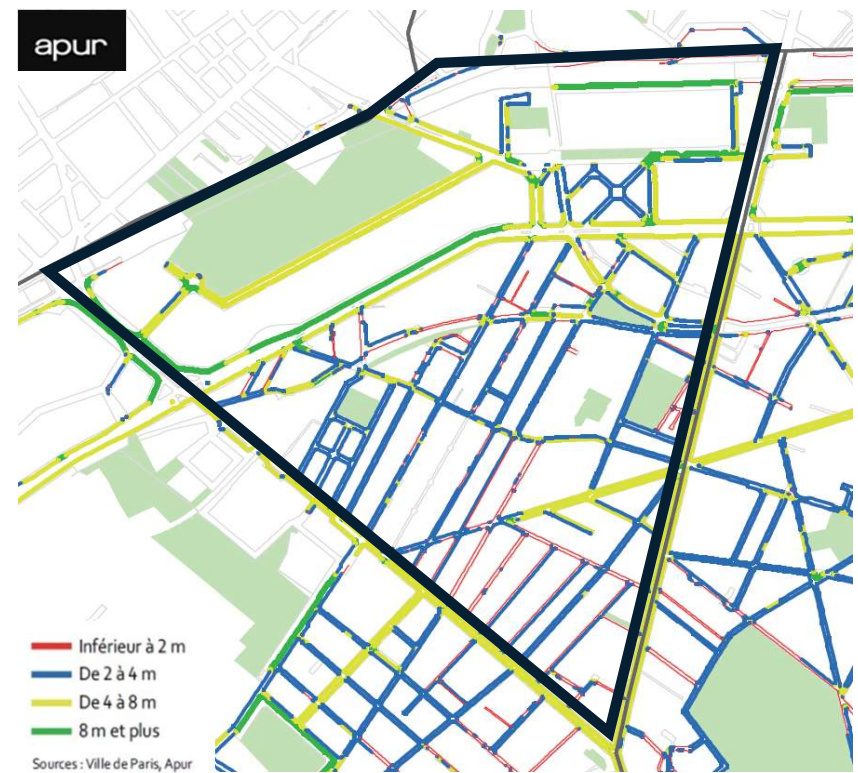 apur
Inférieur à 2 m
De 2 à 4 m
De 4 à 8 m
8 m et plus
Sources : Ville de Paris, Apur